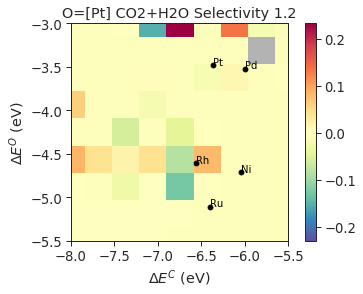 O=[Pt] CO2+H2O Selectivity 1.2
−3.0
−3.5
−4.0
−4.5
−5.0
−5.5
ΔE^O (eV)
Pt
Pd
Rh
Ni
Ru
−8.0 −7.5 −7.0 −6.5 −6.0 −5.5
ΔE^C (eV)
0.2
0.1
0.0
−0.1
−0.2